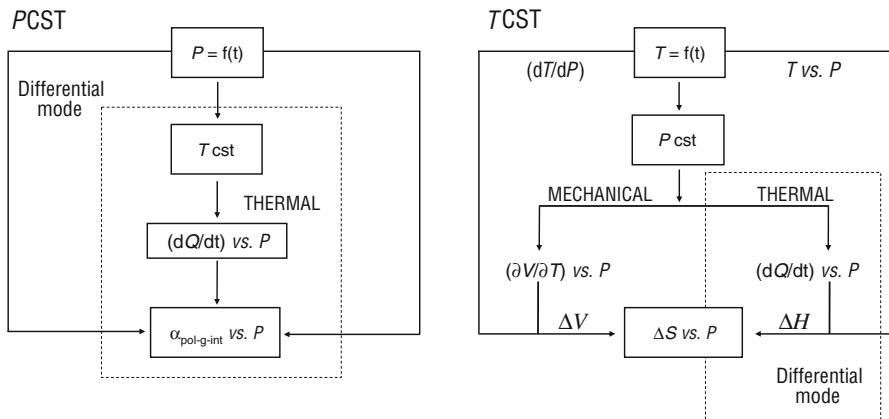 PCST
P = f(t)
Differential
mode
T cst
THERMAL
(dQ/dt) vs. P
α pol-g-int vs. P
TCST
T = f(t)
(dT/dP)
T vs. P
P cst
MECHANICAL
THERMAL
(∂V/∂T) vs. P
(dQ/dt) vs. P
ΔV
ΔS vs. P
ΔH
Differential
mode